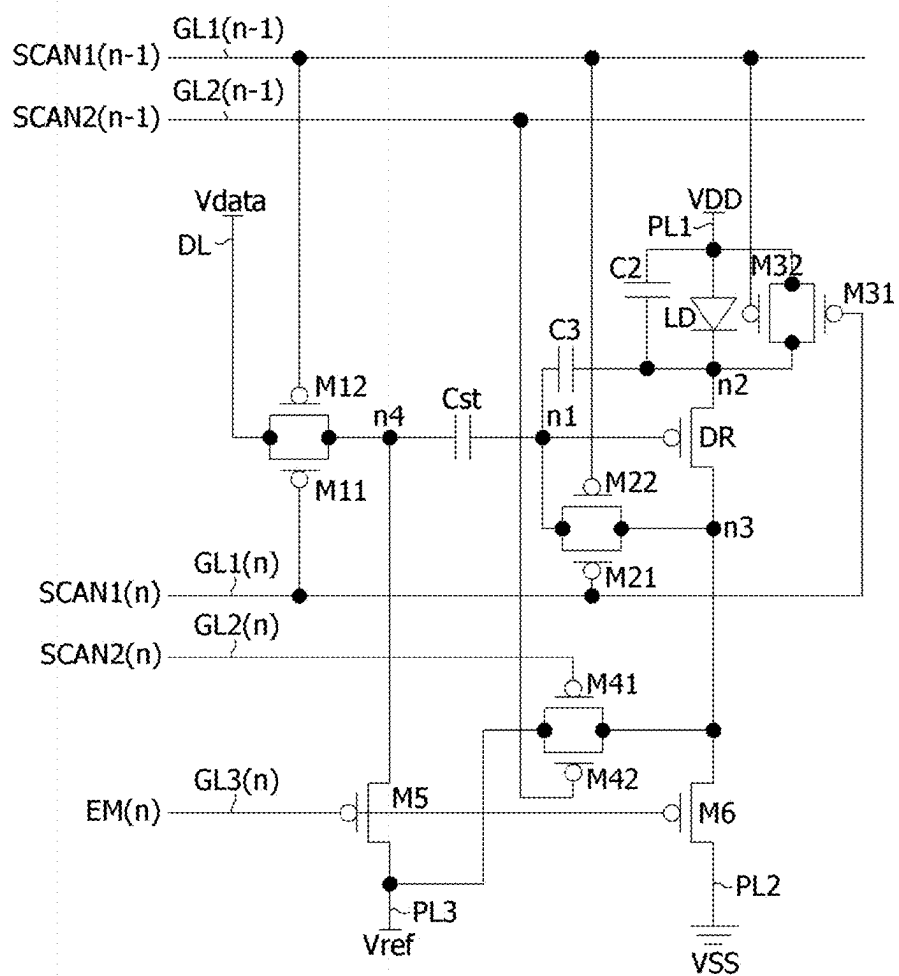 GL1(n-1)
SCAN1(n-1)
GL2(n-1)
SCAN2(n-1)
Vdata
DL
VDD
PL1
C2
M32
M31
LD
C3
n2
M12
n4
Cst
n1
DR
M11
M22
n3
GL1(n)
M21
SCAN1(n)
GL2(n)
SCAN2(n)
M41
GL3(n)
M42
M5
EM(n)
M6
PL2
PL3
Vref
VSS